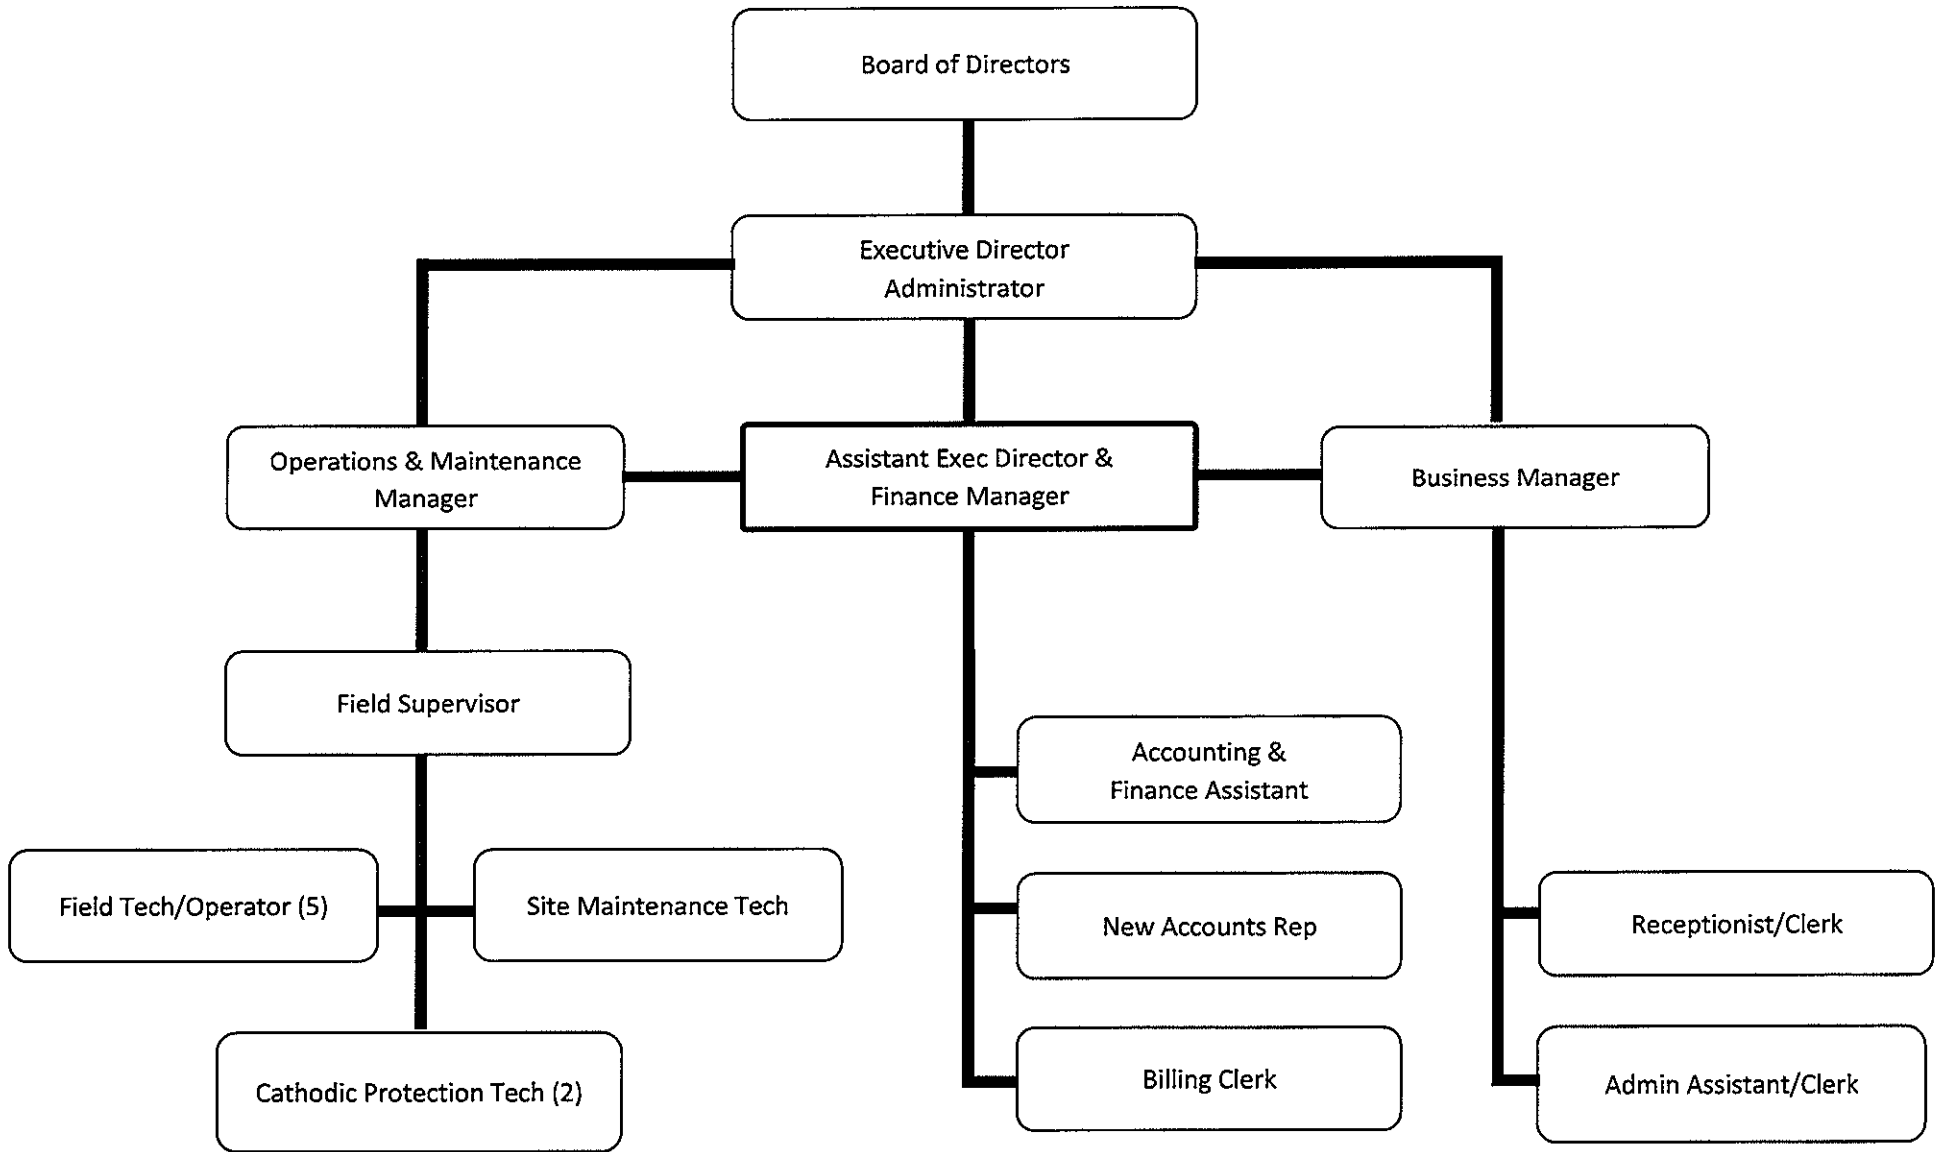 Board of Directors
Executive Director
Administrator
Operations & Maintenance
Manager
Assistant Exec Director &
Finance Manager
Business Manager
Field Supervisor
Accounting &
Finance Assistant
Field Tech/Operator (5)
Site Maintenance Tech
New Accounts Rep
Receptionist/Clerk
Cathodic Protection Tech (2)
Billing Clerk
Admin Assistant/Clerk